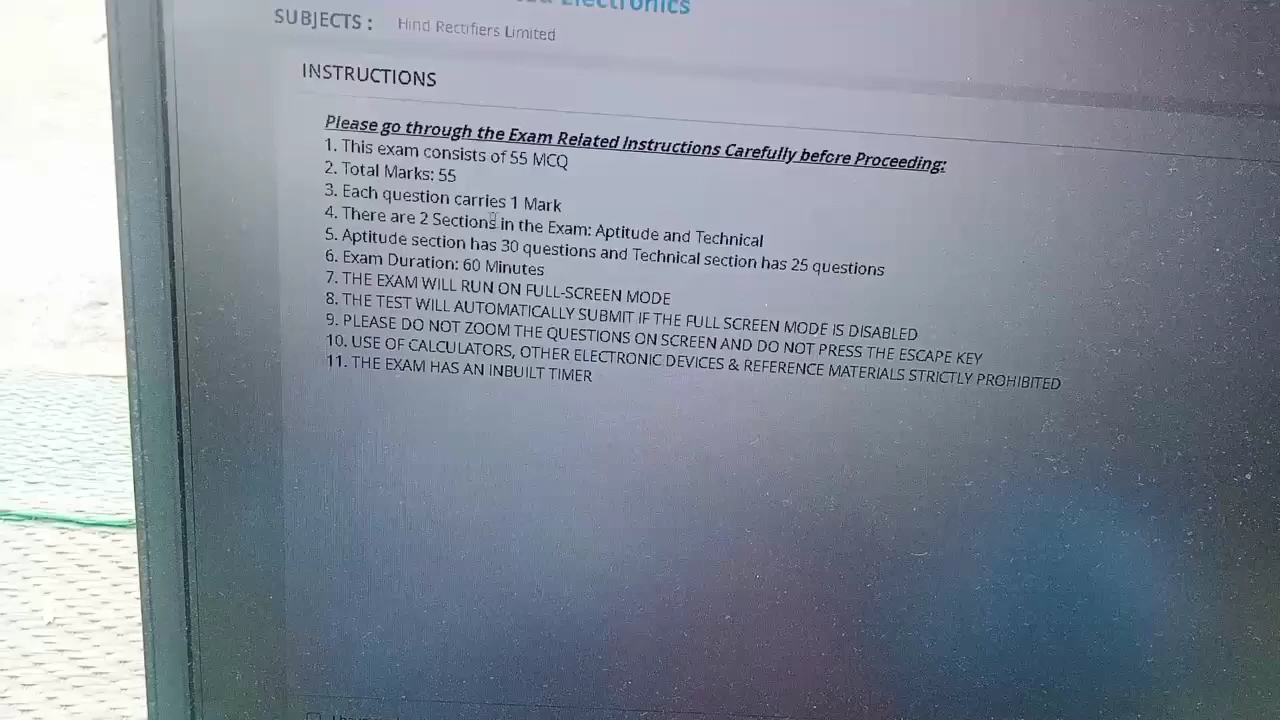 Electronics
SUBJECTS : Hind Rectifiers Limited
INSTRUCTIONS
Please go through the Exam Related Instructions Carefully before Proceeding:
1. This exam consists of 55 MCQ
2. Total Marks: 55
3. Each question carries 1 Mark
4. There are 2 Sections in the Exam: Aptitude and Technical
5. Aptitude section has 30 questions and Technical section has 25 questions
6. Exam Duration: 60 Minutes
7. THE EXAM WILL RUN ON FULL-SCREEN MODE
8. THE TEST WILL AUTOMATICALLY SUBMIT IF THE FULL SCREEN MODE IS DISABLED
9. PLEASE DO NOT ZOOM THE QUESTIONS ON SCREEN AND DO NOT PRESS THE ESCAPE KEY
10. USE OF CALCULATORS, OTHER ELECTRONIC DEVICES & REFERENCE MATERIALS STRICTLY PROHIBITED
11. THE EXAM HAS AN INBUILT TIMER